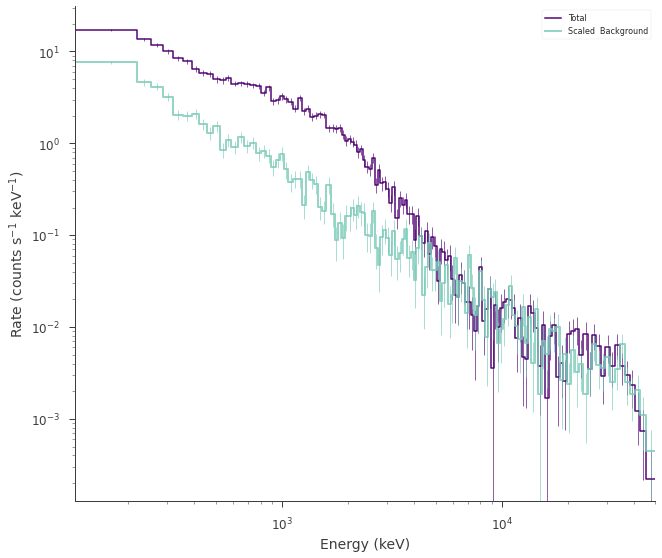 Total
Scaled Background
Rate (counts s⁻¹ keV⁻¹)
10¹
10⁰
10⁻¹
10⁻²
10⁻³
10³
10⁴
Energy (keV)